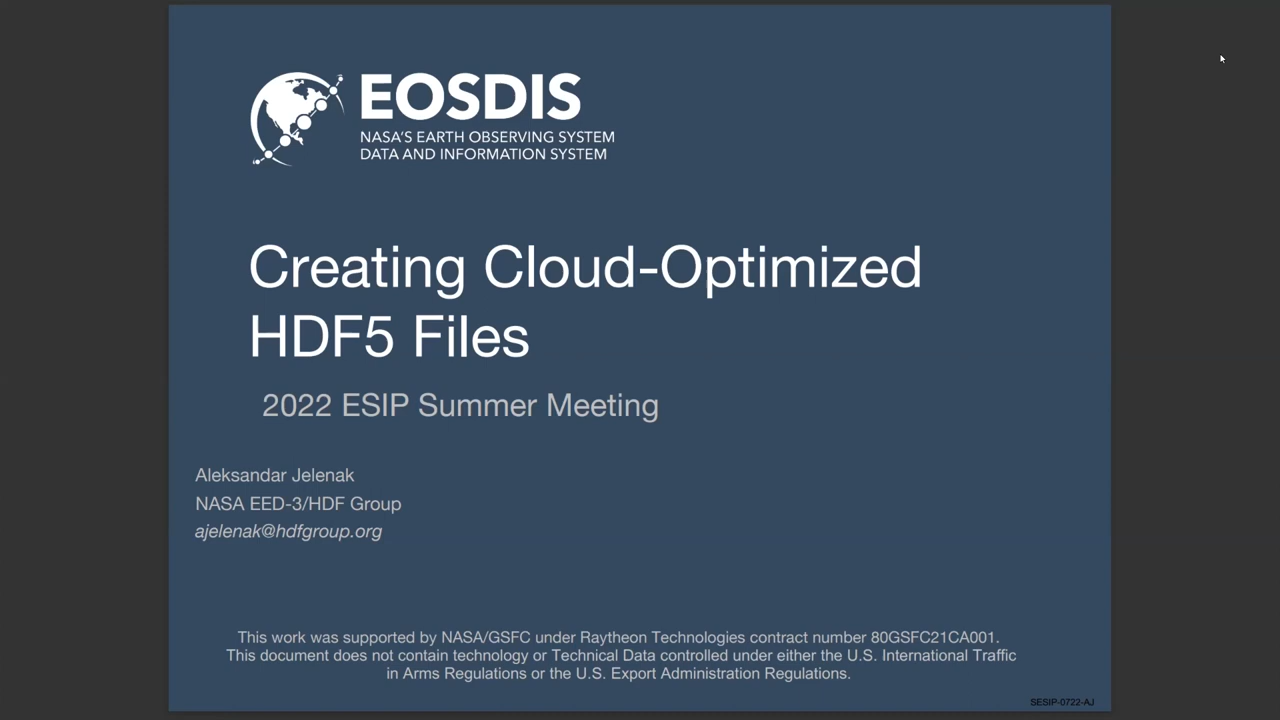 EOSDIS
NASA'S EARTH OBSERVING SYSTEM
DATA AND INFORMATION SYSTEM
Creating Cloud-Optimized
HDF5 Files
2022 ESIP Summer Meeting
Aleksandar Jelenak
NASA EED-3/HDF Group
ajelenak@hdfgroup.org
This work was supported by NASA/GSFC under Raytheon Technologies contract number 80GSFC21CA001.
This document does not contain technology or Technical Data controlled under either the U.S. International Traffic
in Arms Regulations or the U.S. Export Administration Regulations.
SESIP-0722-AJ